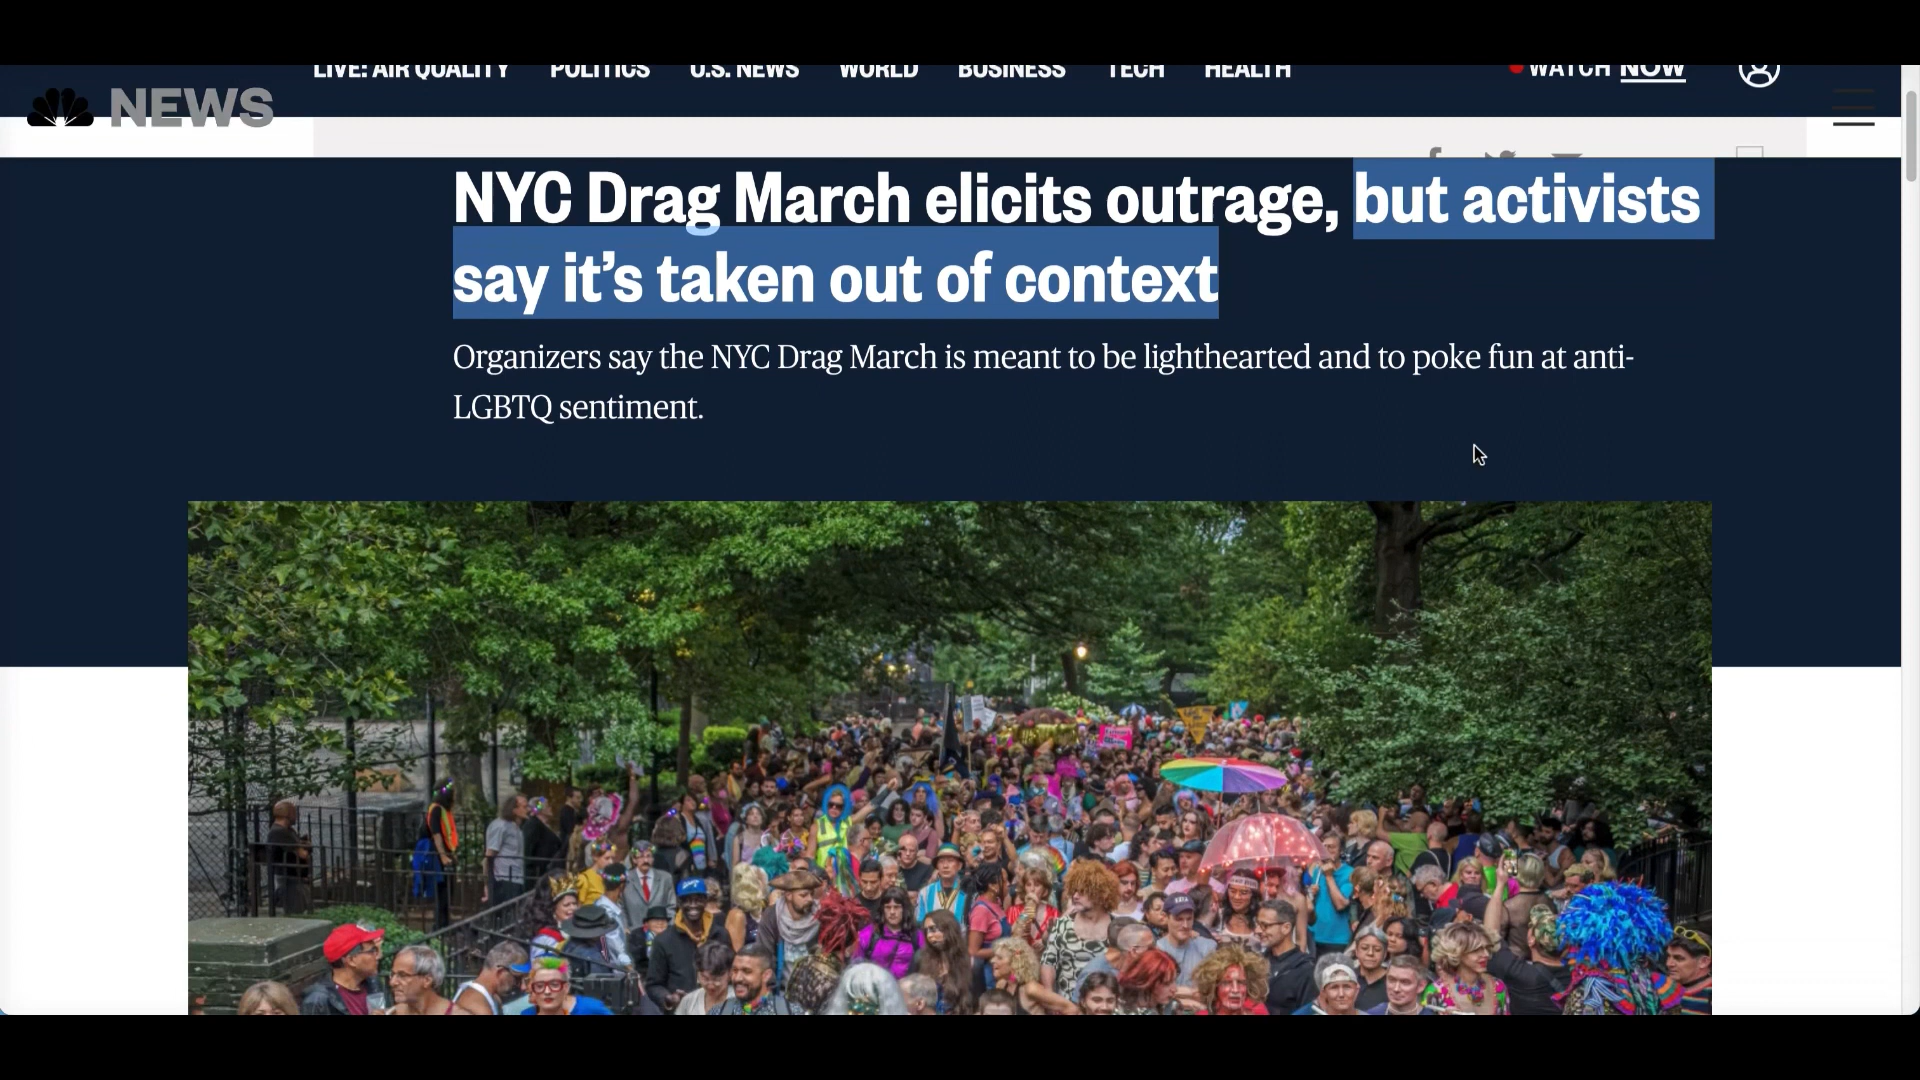 LIVE: AIR QUALITY POLITICS U.S. NEWS WORLD BUSINESS TECH HEALTH WATCH NOW
NEWS
NYC Drag March elicits outrage, but activists
say it’s taken out of context
Organizers say the NYC Drag March is meant to be lighthearted and to poke fun at anti-
LGBTQ sentiment.